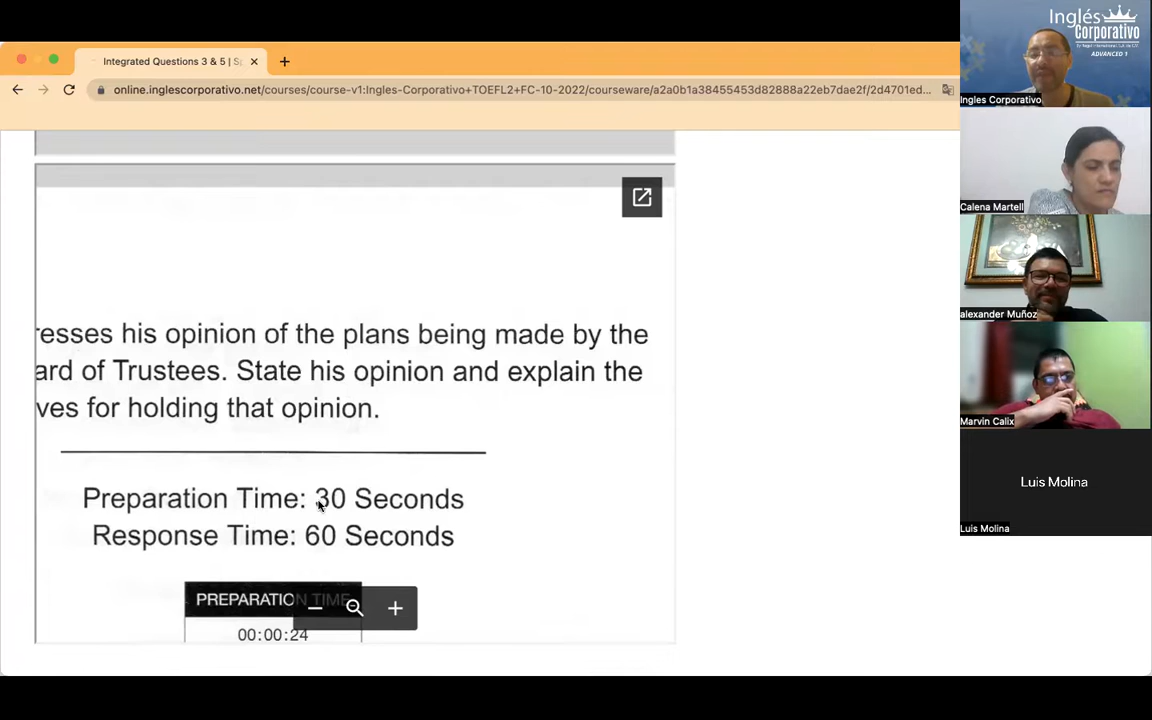 Integrated Questions 3 & 5 | S
online.inglescorporativo.net/courses/course-v1:Ingles-Corporativo+TOEFL2+FC-10-2022/courseware/a2a0b1a38455453d82888a22eb7dae2f/2d4701ed...
resses his opinion of the plans being made by the
ard of Trustees. State his opinion and explain the
ves for holding that opinion.
Preparation Time: 30 Seconds
Response Time: 60 Seconds
PREPARATION TIME
00:00:24
Inglés
Corporativo
ADVANCED 1
Ingles Corporativo
Calena Martell
alexander Muñoz
Marvin Calix
Luis Molina
Luis Molina